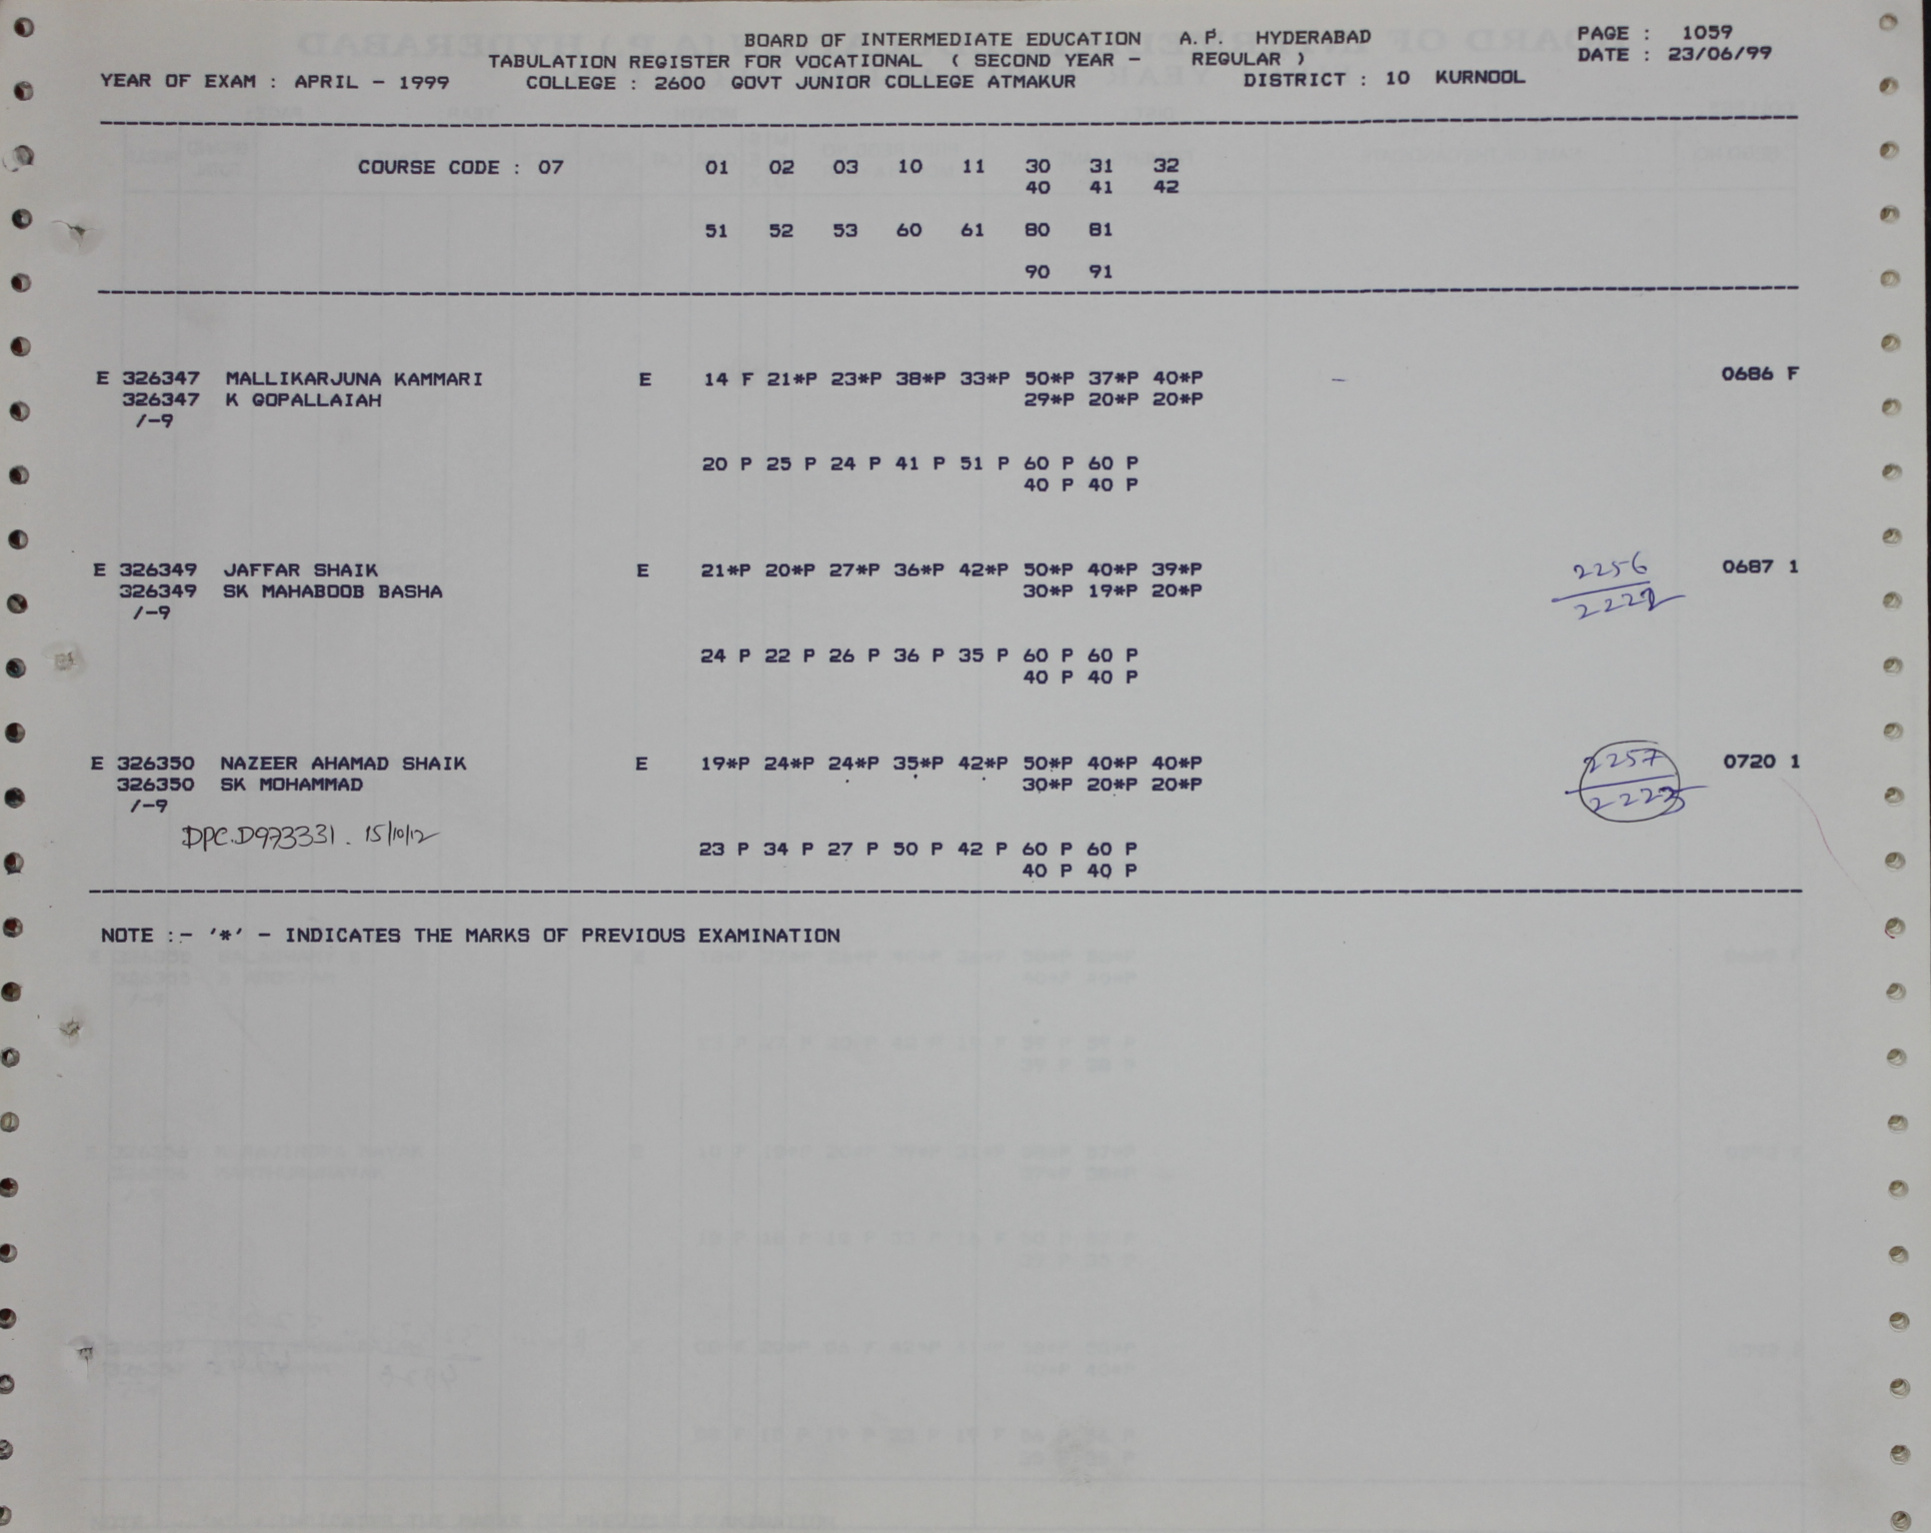 BOARD OF INTERMEDIATE EDUCATION A.P. HYDERABAD PAGE : 1059
TABULATION REGISTER FOR VOCATIONAL ( SECOND YEAR - REGULAR ) DATE : 23/06/99
YEAR OF EXAM : APRIL - 1999 COLLEGE : 2600 GOVT JUNIOR COLLEGE ATMAKUR DISTRICT : 10 KURNOOL
COURSE CODE : 07 01 02 03 10 11 30 31 32
40 41 42
51 52 53 60 61 80 81
90 91
E 326347 MALLIKARJUNA KAMMARI E 14 F 21*P 23*P 38*P 33*P 50*P 37*P 40*P 0686 F
326347 K GOPALLAIAH 29*P 20*P 20*P
/-9
20 P 25 P 24 P 41 P 51 P 60 P 60 P
40 P 40 P
E 326349 JAFFAR SHAIK E 21*P 20*P 27*P 36*P 42*P 50*P 40*P 39*P 2256 0687 1
326349 SK MAHABOOB BASHA 30*P 19*P 20*P 2222
/-9
24 P 22 P 26 P 36 P 35 P 60 P 60 P
40 P 40 P
E 326350 NAZEER AHAMAD SHAIK E 19*P 24*P 24*P 35*P 42*P 50*P 40*P 40*P 2257 0720 1
326350 SK MOHAMMAD 30*P 20*P 20*P 2223
/-9
DPC.D973331. 15/10/12
23 P 34 P 27 P 50 P 42 P 60 P 60 P
40 P 40 P
NOTE :- '*' - INDICATES THE MARKS OF PREVIOUS EXAMINATION